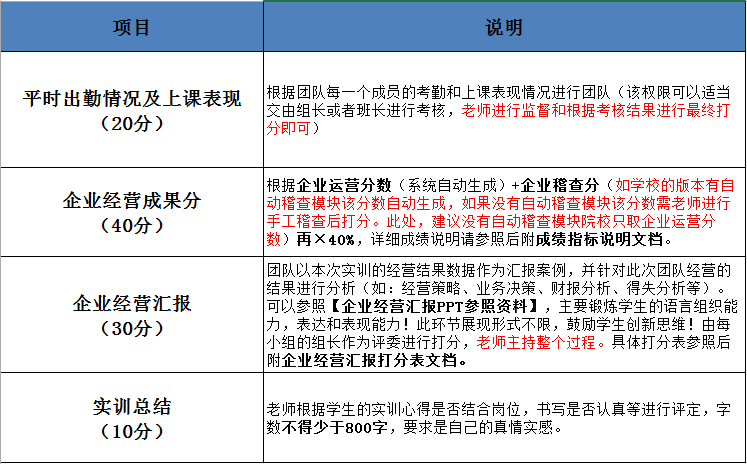 项目
说明
平时出勤情况及上课表现
（20分）
根据团队每一个成员的考勤和上课表现情况进行团队（该权限可以适当
交由组长或者班长进行考核，老师进行监督和根据考核结果进行最终打
分即可）
企业经营成果分
（40分）
根据企业运营分数（系统自动生成）+企业稽查分（如学校的版本有自
动稽查模块该分数自动生成，如果没有自动稽查模块该分数需老师进行
手工稽查后打分。此处，建议没有自动稽查模块院校只取企业运营分
数）再×40%，详细成绩说明请参照后附成绩指标说明文档。
企业经营汇报
（30分）
团队以本次实训的经营结果数据作为汇报案例，并针对此次团队经营的
结果进行分析（如：经营策略、业务决策、财报分析、得失分析等）。
可以参照【企业经营汇报PPT参照资料】，主要锻炼学生的语言组织能
力，表达和表现能力！此环节展现形式不限，鼓励学生创新思维！由每
小组的组长作为评委进行打分，老师主持整个过程。具体打分表参照后
附企业经营汇报打分表文档。
实训总结
（10分）
老师根据学生的实训心得是否结合岗位，书写是否认真等进行评定，字
数不得少于800字，要求是自己的真情实感。